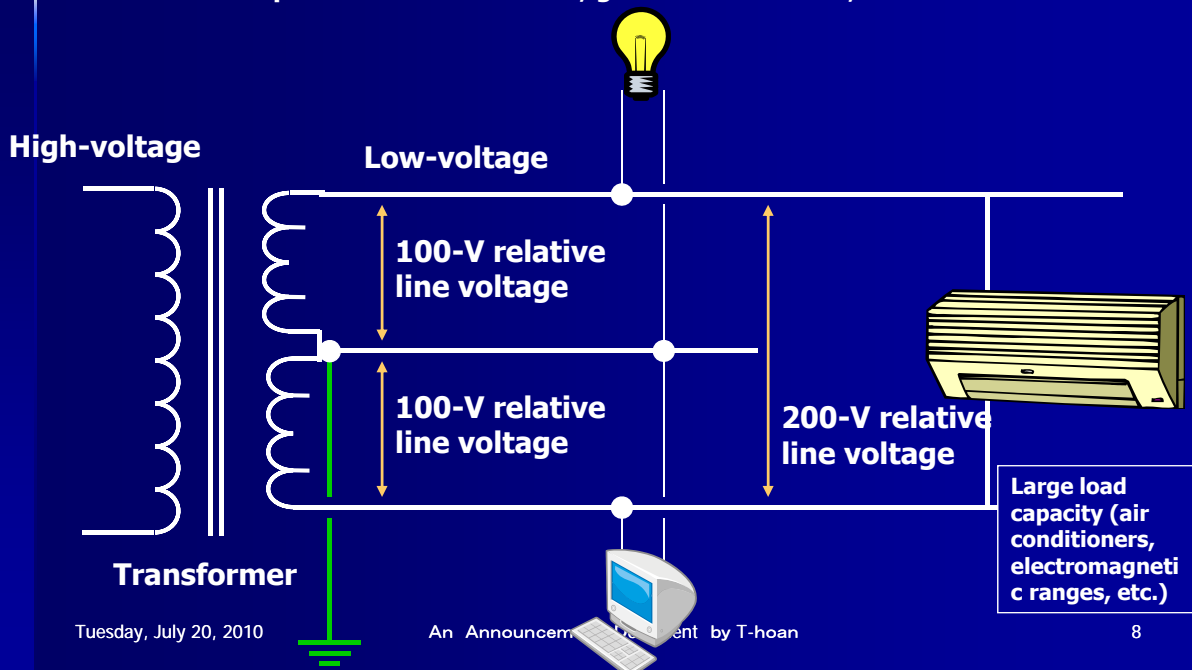 High-voltage
Low-voltage
100-V relative
line voltage
100-V relative
line voltage
200-V relative
line voltage
Large load
capacity (air
conditioners,
electromagneti
c ranges, etc.)
Transformer
Tuesday, July 20, 2010
An Announcem ent by T-hoan
8